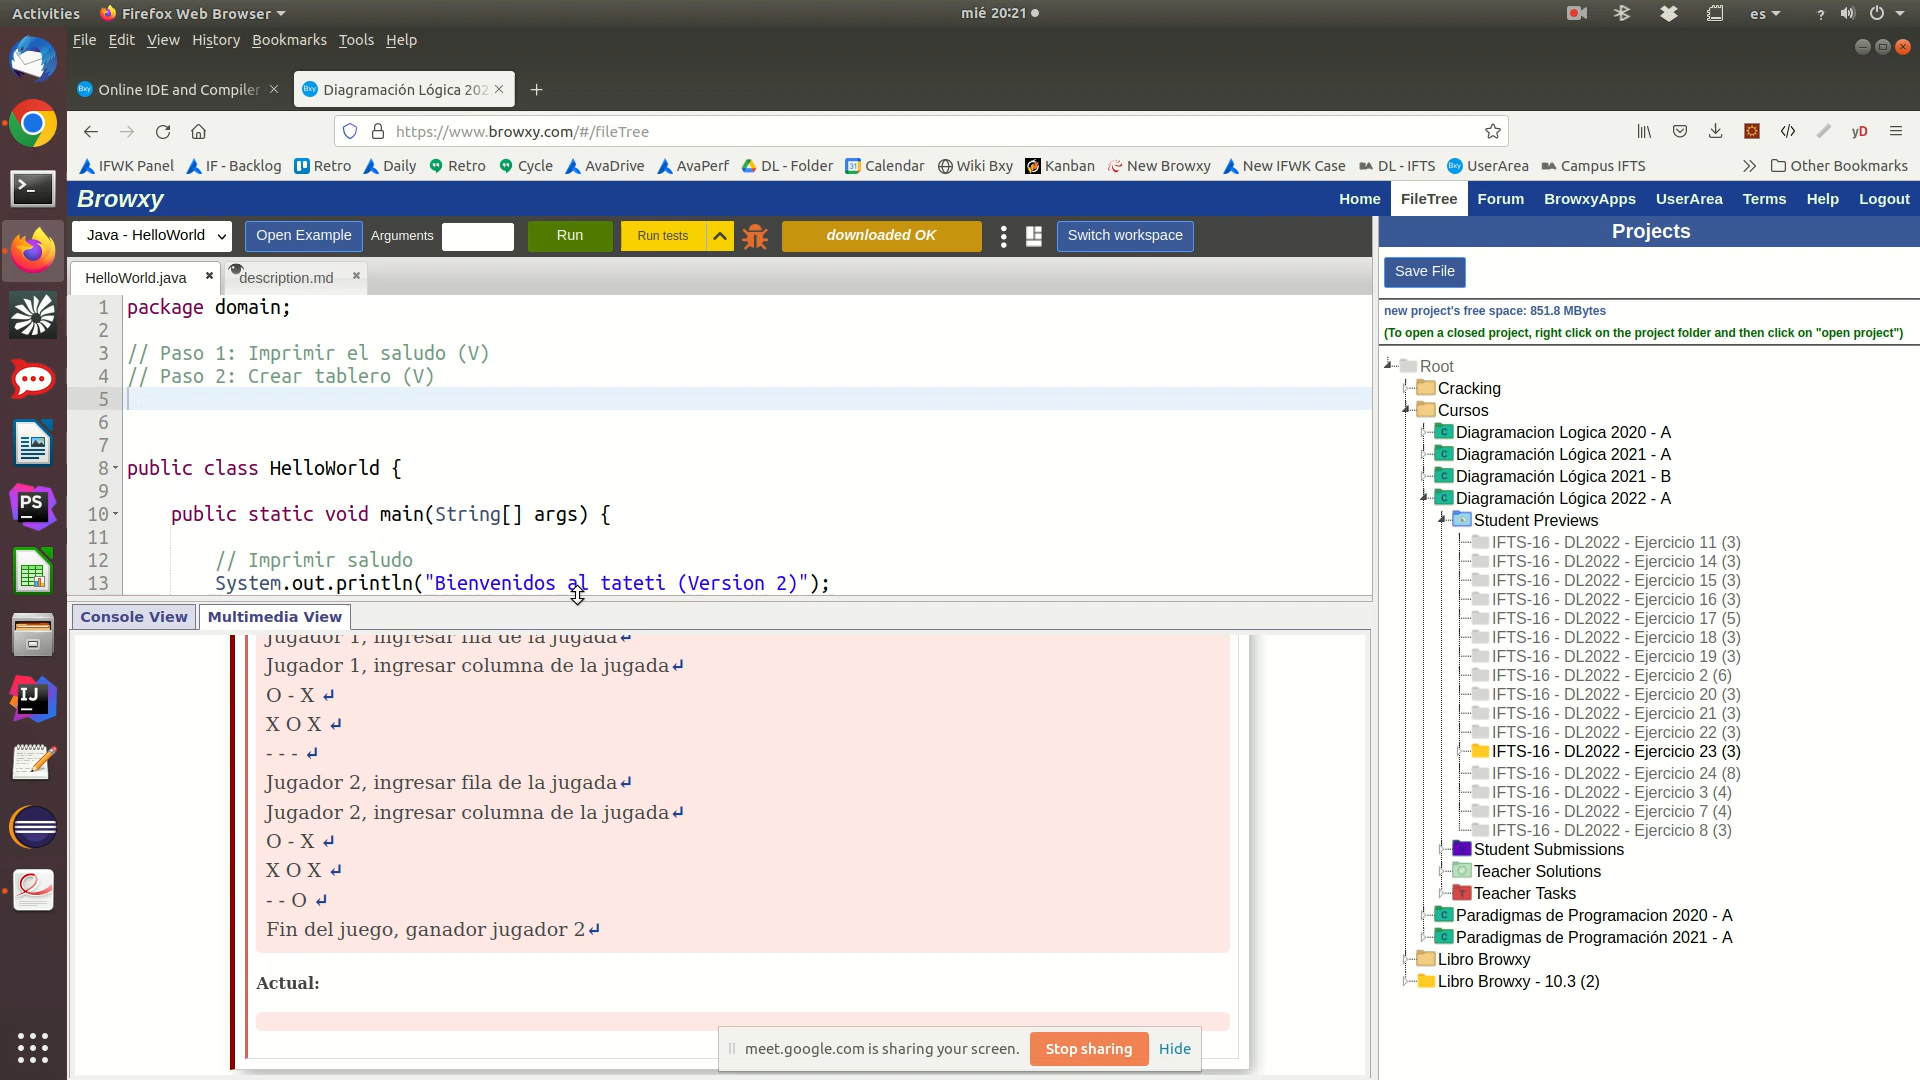 Activities Firefox Web Browser mié 20:21 es ?
File Edit View History Bookmarks Tools Help
Bxy Online IDE and Compiler Bxy Diagramación Lógica 202
https://www.browxy.com/#/fileTree yD
IFWK Panel IF - Backlog Retro Daily Retro Cycle AvaDrive AvaPerf DL - Folder 31 Calendar Wiki Bxy Kanban New Browxy New IFWK Case BA DL - IFTS Bxy UserArea BA Campus IFTS Other Bookmarks
Browxy Home FileTree Forum BrowxyApps UserArea Terms Help Logout
Java - HelloWorld Open Example Arguments Run Run tests downloaded OK Switch workspace
HelloWorld.java description.md
1 package domain;
2
3 // Paso 1: Imprimir el saludo (V)
4 // Paso 2: Crear tablero (V)
5
6
7
8 public class HelloWorld {
9
10 public static void main(String[] args) {
11
12 // Imprimir saludo
13 System.out.println("Bienvenidos al tateti (Version 2)");
Console View Multimedia View
Jugador 1, ingresar fila de la jugada↵
Jugador 1, ingresar columna de la jugada↵
O - X ↵
X O X ↵
- - - ↵
Jugador 2, ingresar fila de la jugada↵
Jugador 2, ingresar columna de la jugada↵
O - X ↵
X O X ↵
- - O ↵
Fin del juego, ganador jugador 2↵
Actual:
meet.google.com is sharing your screen. Stop sharing Hide
Projects
Save File
new project's free space: 851.8 MBytes
(To open a closed project, right click on the project folder and then click on "open project")
Root
Cracking
Cursos
C Diagramacion Logica 2020 - A
C Diagramación Lógica 2021 - A
C Diagramación Lógica 2021 - B
C Diagramación Lógica 2022 - A
Student Previews
IFTS-16 - DL2022 - Ejercicio 11 (3)
IFTS-16 - DL2022 - Ejercicio 14 (3)
IFTS-16 - DL2022 - Ejercicio 15 (3)
IFTS-16 - DL2022 - Ejercicio 16 (3)
IFTS-16 - DL2022 - Ejercicio 17 (5)
IFTS-16 - DL2022 - Ejercicio 18 (3)
IFTS-16 - DL2022 - Ejercicio 19 (3)
IFTS-16 - DL2022 - Ejercicio 2 (6)
IFTS-16 - DL2022 - Ejercicio 20 (3)
IFTS-16 - DL2022 - Ejercicio 21 (3)
IFTS-16 - DL2022 - Ejercicio 22 (3)
IFTS-16 - DL2022 - Ejercicio 23 (3)
IFTS-16 - DL2022 - Ejercicio 24 (8)
IFTS-16 - DL2022 - Ejercicio 3 (4)
IFTS-16 - DL2022 - Ejercicio 7 (4)
IFTS-16 - DL2022 - Ejercicio 8 (3)
Student Submissions
Teacher Solutions
T Teacher Tasks
C Paradigmas de Programacion 2020 - A
C Paradigmas de Programación 2021 - A
Libro Browxy
Libro Browxy - 10.3 (2)
PS
IJ